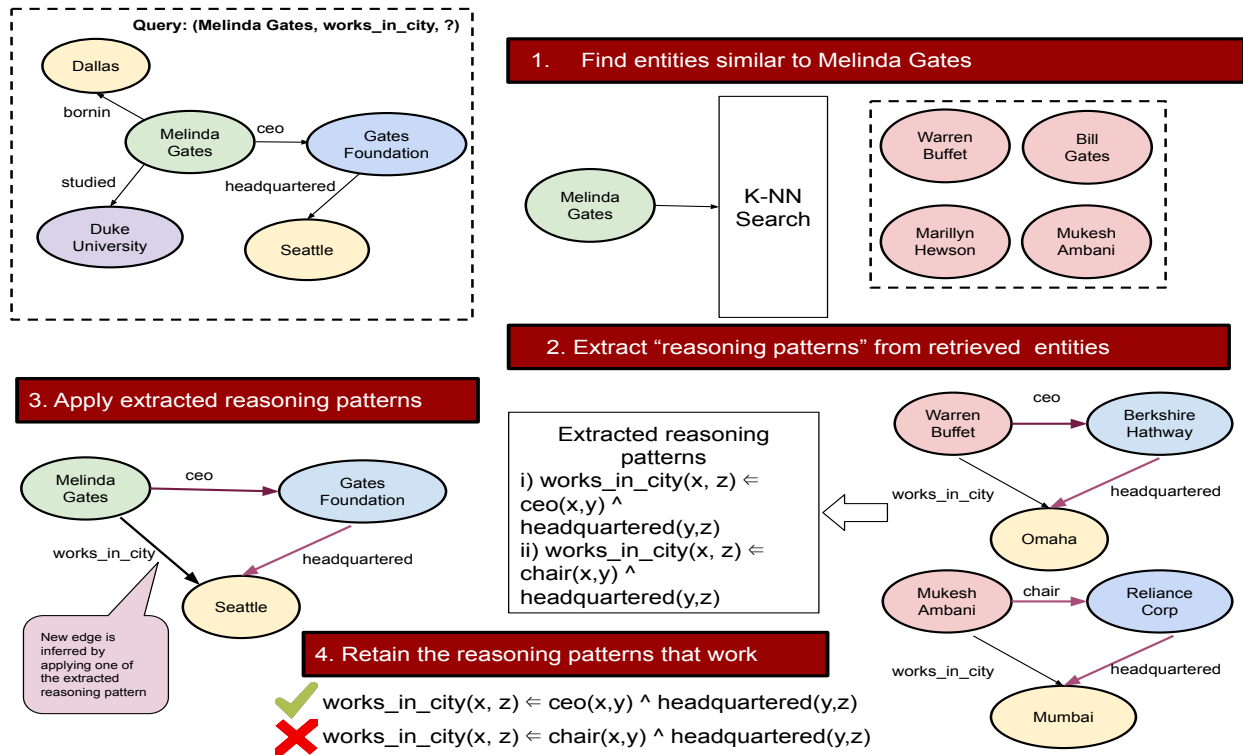 Query: (Melinda Gates, works_in_city, ?)
Dallas
bornin
Melinda
Gates
ceo
Gates
Foundation
studied
headquartered
Duke
University
Seattle
1. Find entities similar to Melinda Gates
Melinda
Gates
K-NN
Search
Warren
Buffet
Bill
Gates
Marillyn
Hewson
Mukesh
Ambani
2. Extract “reasoning patterns” from retrieved entities
Warren
Buffet
ceo
Berkshire
Hathway
works_in_city
headquartered
Omaha
Mukesh
Ambani
chair
Reliance
Corp
works_in_city
headquartered
Mumbai
Extracted reasoning
patterns
i) works_in_city(x, z) ⇐
ceo(x,y) ^
headquartered(y,z)
ii) works_in_city(x, z) ⇐
chair(x,y) ^
headquartered(y,z)
3. Apply extracted reasoning patterns
Melinda
Gates
ceo
Gates
Foundation
works_in_city
headquartered
Seattle
New edge is
inferred by
applying one of
the extracted
reasoning pattern
4. Retain the reasoning patterns that work
works_in_city(x, z) ⇐ ceo(x,y) ^ headquartered(y,z)
works_in_city(x, z) ⇐ chair(x,y) ^ headquartered(y,z)